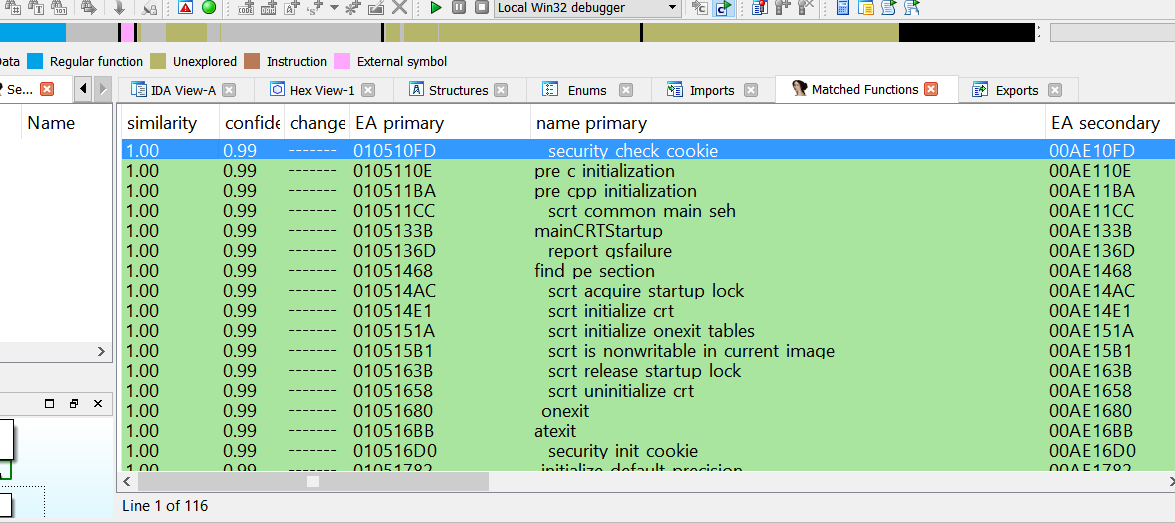 Local Win32 debugger
ata Regular function Unexplored Instruction External symbol
Se... IDA View-A Hex View-1 Structures Enums Imports Matched Functions Exports
Name similarity confide change EA primary name primary EA secondary
1.00 0.99 ------- 010510FD security check cookie 00AE10FD
1.00 0.99 ------- 0105110E pre c initialization 00AE110E
1.00 0.99 ------- 010511BA pre cpp initialization 00AE11BA
1.00 0.99 ------- 010511CC scrt common main seh 00AE11CC
1.00 0.99 ------- 0105133B mainCRTStartup 00AE133B
1.00 0.99 ------- 0105136D report gsfailure 00AE136D
1.00 0.99 ------- 01051468 find pe section 00AE1468
1.00 0.99 ------- 010514AC scrt acquire startup lock 00AE14AC
1.00 0.99 ------- 010514E1 scrt initialize crt 00AE14E1
1.00 0.99 ------- 0105151A scrt initialize onexit tables 00AE151A
1.00 0.99 ------- 010515B1 scrt is nonwritable in current image 00AE15B1
1.00 0.99 ------- 0105163B scrt release startup lock 00AE163B
1.00 0.99 ------- 01051658 scrt uninitialize crt 00AE1658
1.00 0.99 ------- 01051680 onexit 00AE1680
1.00 0.99 ------- 010516BB atexit 00AE16BB
1.00 0.99 ------- 010516D0 security init cookie 00AE16D0
1.00 0.99 ------- 01051782 initialize default precision 00AE1782
Line 1 of 116